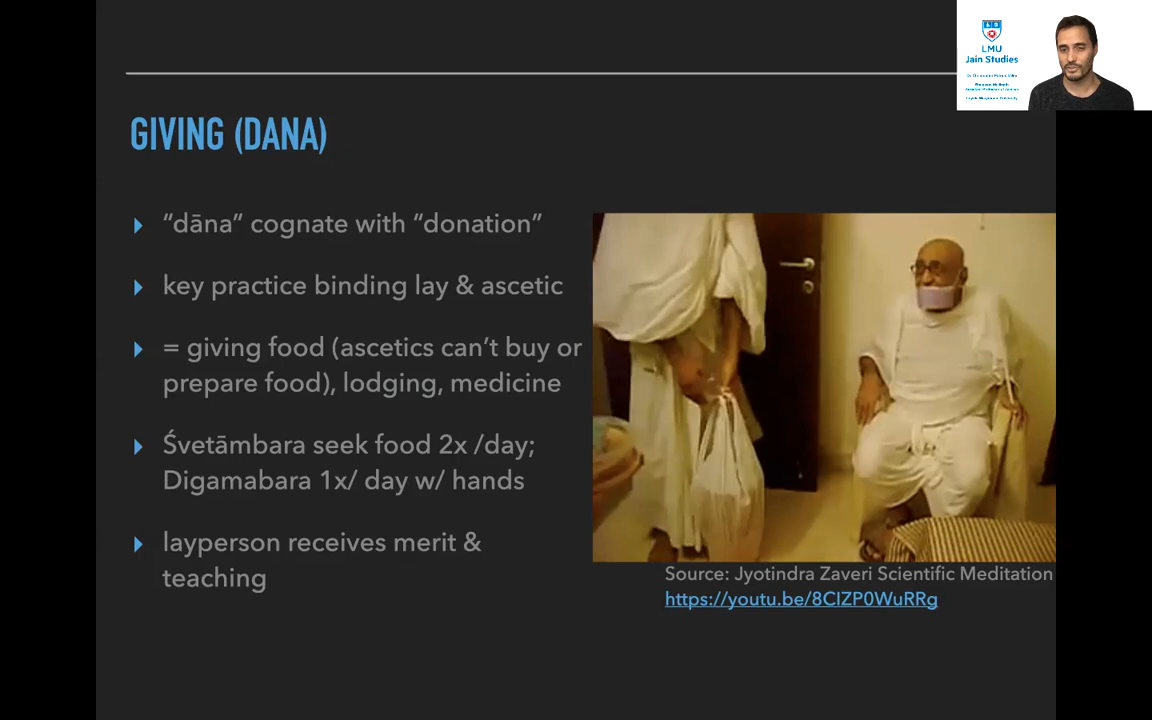 LMU
Jain Studies
GIVING (DANA)
“dāna” cognate with “donation”
key practice binding lay & ascetic
= giving food (ascetics can’t buy or
prepare food), lodging, medicine
Śvetāmbara seek food 2x /day;
Digamabara 1x/ day w/ hands
layperson receives merit &
teaching
Source: Jyotindra Zaveri Scientific Meditation
https://youtu.be/8CIZP0WuRRg